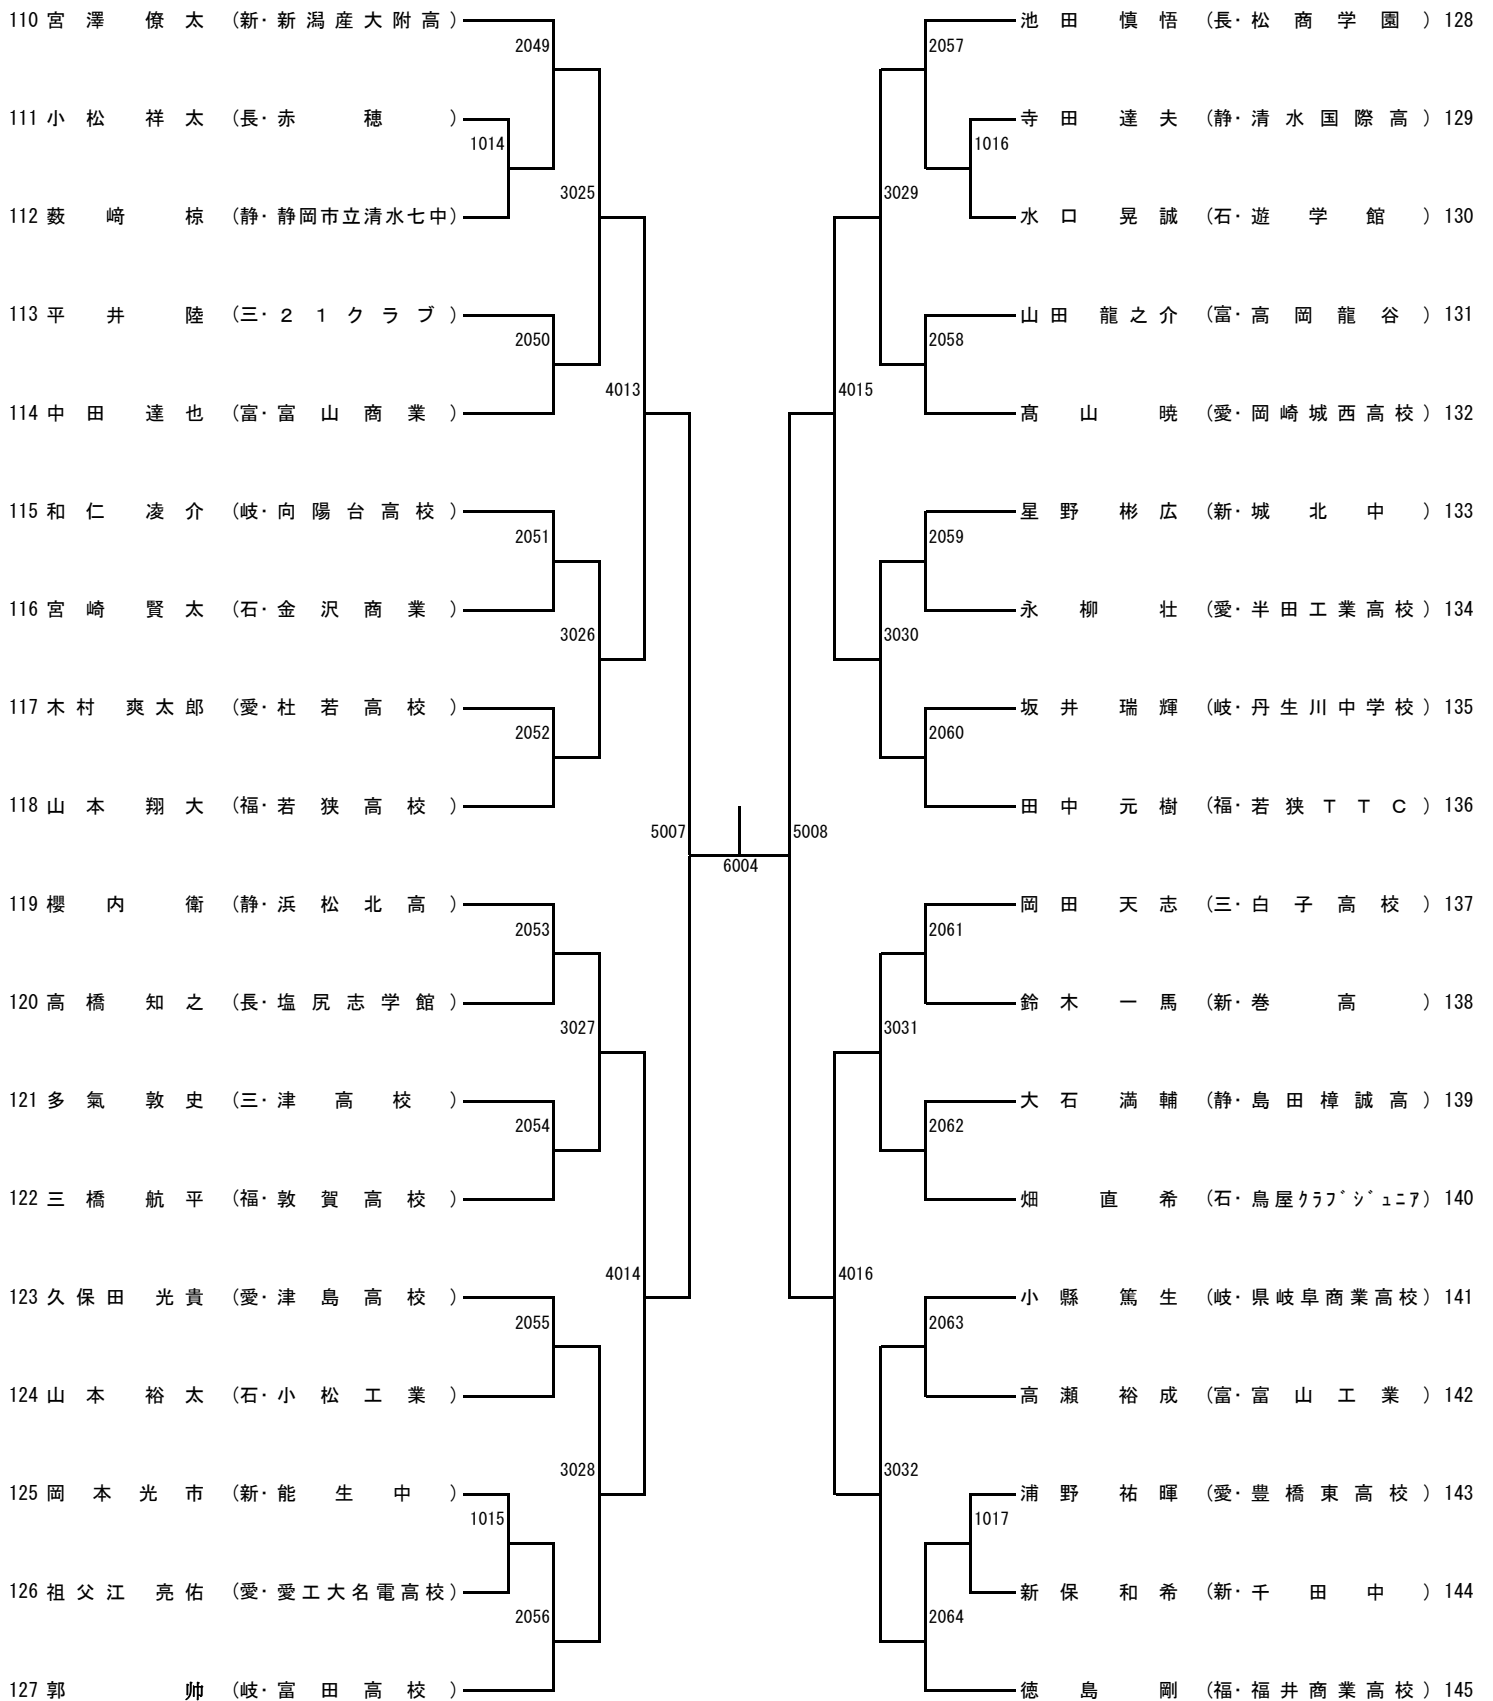 110 宮澤 僚太 (新・新潟産大附高)
2049
111 小松 祥太 (長・赤穂)
1014
112 薮﨑 椋 (静・静岡市立清水七中)
3025
113 平井 陸 (三・21クラブ)
2050
114 中田 達也 (富・富山商業)
4013
115 和仁 凌介 (岐・向陽台高校)
2051
116 宮崎 賢太 (石・金沢商業)
3026
117 木村 爽太郎 (愛・杜若高校)
2052
118 山本 翔大 (福・若狭高校)
5007
119 櫻内 衛 (静・浜松北高)
2053
120 高橋 知之 (長・塩尻志学館)
3027
121 多氣 敦史 (三・津高校)
2054
122 三橋 航平 (福・敦賀高校)
4014
123 久保田 光貴 (愛・津島高校)
2055
124 山本 裕太 (石・小松工業)
3028
125 岡本光市 (新・能生中)
1015
126 祖父江 亮佑 (愛・愛工大名電高校)
2056
127 郭 帥 (岐・富田高校)
6004
池田 慎悟 (長・松商学園) 128
2057
寺田 達夫 (静・清水国際高) 129
1016
水口 晃誠 (石・遊学館) 130
3029
山田 龍之介 (富・高岡龍谷) 131
2058
髙山 暁 (愛・岡崎城西高校) 132
4015
星野 彬広 (新・城北中) 133
2059
永柳 壮 (愛・半田工業高校) 134
3030
坂井 瑞輝 (岐・丹生川中学校) 135
2060
田中 元樹 (福・若狭TTC) 136
5008
岡田 天志 (三・白子高校) 137
2061
鈴木 一馬 (新・巻高) 138
3031
大石 満輔 (静・島田樟誠高) 139
2062
畑 直希 (石・鳥屋ｸﾗﾌﾞｼﾞｭﾆｱ) 140
4016
小縣 篤生 (岐・県岐阜商業高校) 141
2063
高瀬 裕成 (富・富山工業) 142
3032
浦野 祐暉 (愛・豊橋東高校) 143
1017
新保 和希 (新・千田中) 144
2064
徳島 剛 (福・福井商業高校) 145